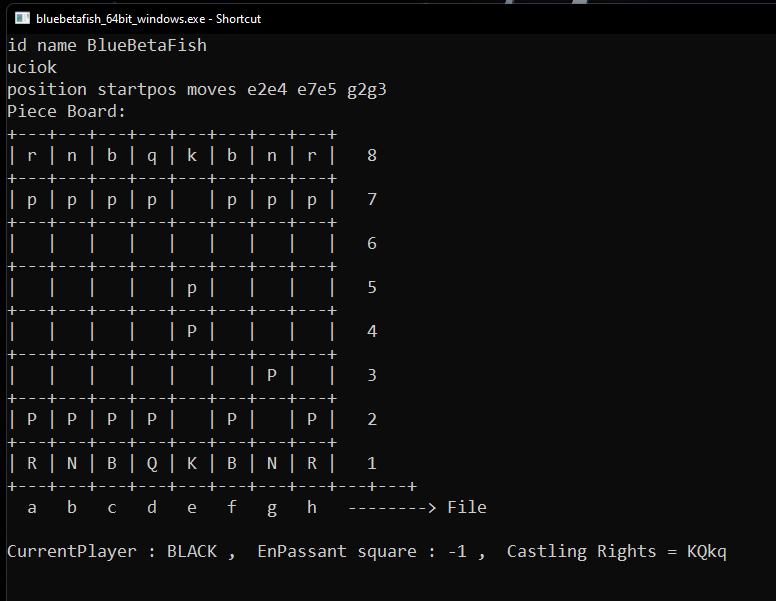 bluebetafish_64bit_windows.exe - Shortcut
id name BlueBetaFish
uciok
position startpos moves e2e4 e7e5 g2g3
Piece Board:
+---+---+---+---+---+---+---+---+
| r | n | b | q | k | b | n | r |   8
+---+---+---+---+---+---+---+---+
| p | p | p | p |   | p | p | p |   7
+---+---+---+---+---+---+---+---+
|   |   |   |   |   |   |   |   |   6
+---+---+---+---+---+---+---+---+
|   |   |   |   | p |   |   |   |   5
+---+---+---+---+---+---+---+---+
|   |   |   |   | P |   |   |   |   4
+---+---+---+---+---+---+---+---+
|   |   |   |   |   |   | P |   |   3
+---+---+---+---+---+---+---+---+
| P | P | P | P |   | P |   | P |   2
+---+---+---+---+---+---+---+---+
| R | N | B | Q | K | B | N | R |   1
+---+---+---+---+---+---+---+---+---+---+
  a   b   c   d   e   f   g   h   --------> File
CurrentPlayer : BLACK ,  EnPassant square : -1 ,  Castling Rights = KQkq